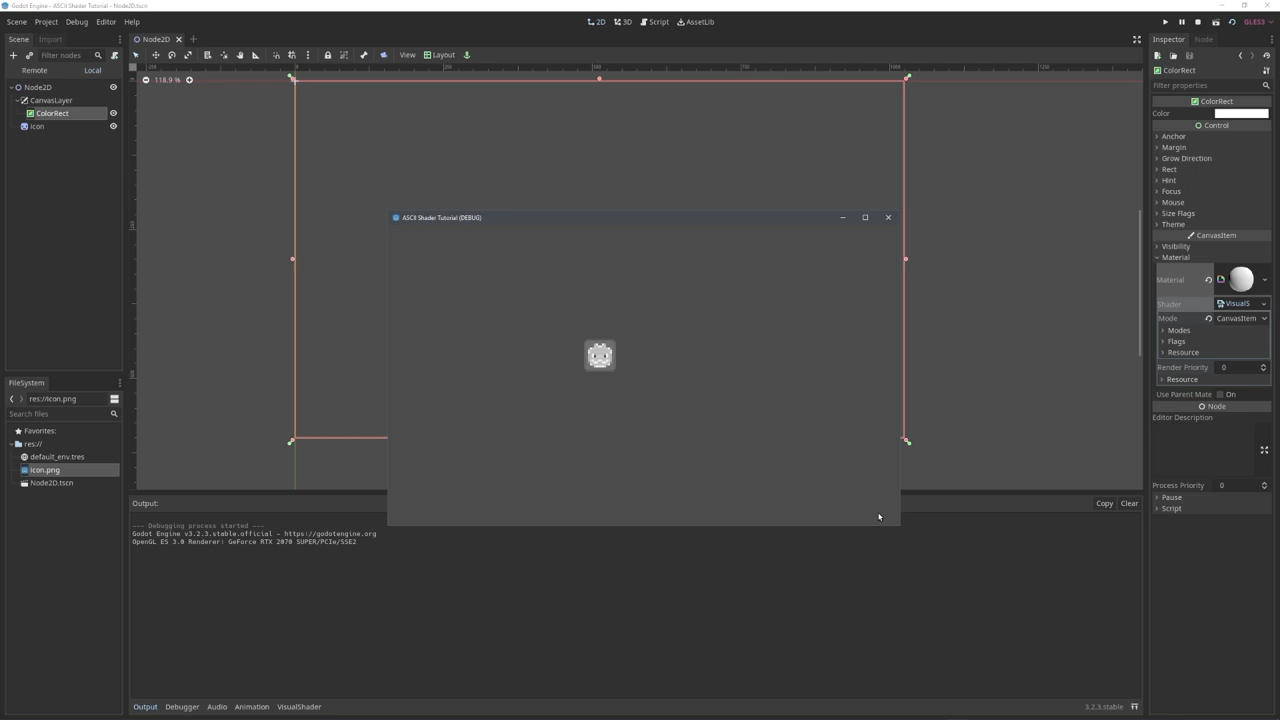 Godot Engine - ASCII Shader Tutorial - Node2D.tscn
Scene Project Debug Editor Help
2D 3D Script AssetLib
GLES3
Scene Import
Node2D
Inspector Node
Filter nodes
View Layout
Remote Local
ColorRect
118.9 %
Filter properties
Node2D
CanvasLayer
ColorRect
Icon
ColorRect
Color
Control
Anchor
Margin
Grow Direction
Rect
Hint
Focus
Mouse
Size Flags
Theme
CanvasItem
Visibility
Material
Material
Shader VisualS
Mode CanvasItem
Modes
Flags
Resource
Render Priority 0
Resource
Use Parent Mate On
Node
Editor Description
Process Priority 0
Pause
Script
ASCII Shader Tutorial (DEBUG)
FileSystem
res://icon.png
Search files
Favorites:
res://
default_env.tres
icon.png
Node2D.tscn
Output:
Copy Clear
--- Debugging process started ---
Godot Engine v3.2.3.stable.official - https://godotengine.org
OpenGL ES 3.0 Renderer: GeForce RTX 2070 SUPER/PCIe/SSE2
Output Debugger Audio Animation VisualShader
3.2.3.stable